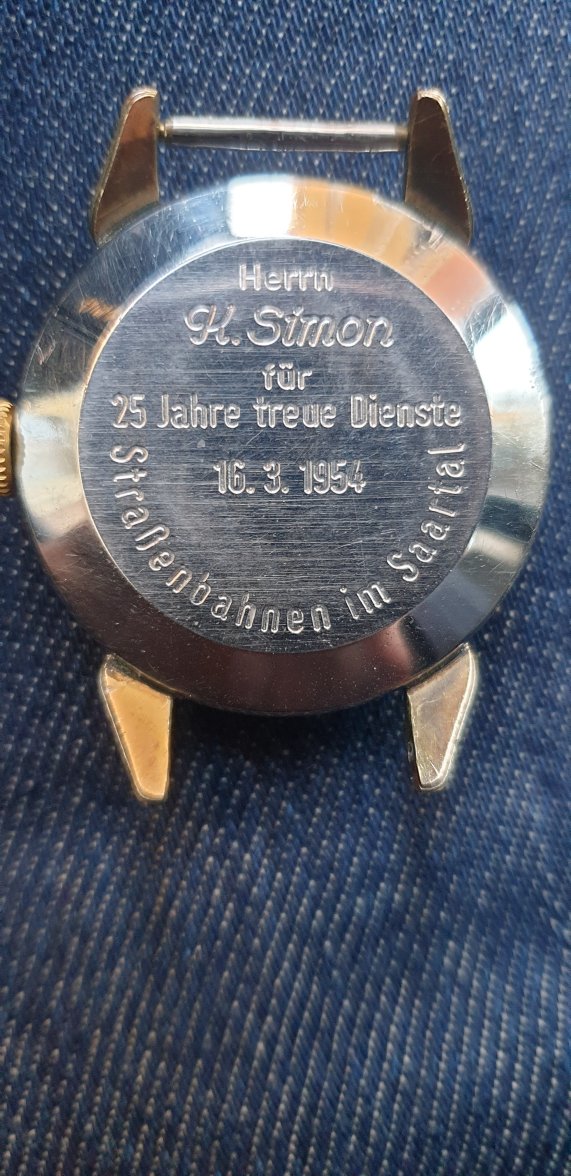 Herrn
K. Simon
für
25 Jahre treue Dienste
16. 3. 1954
Straßenbahnen im Saartal